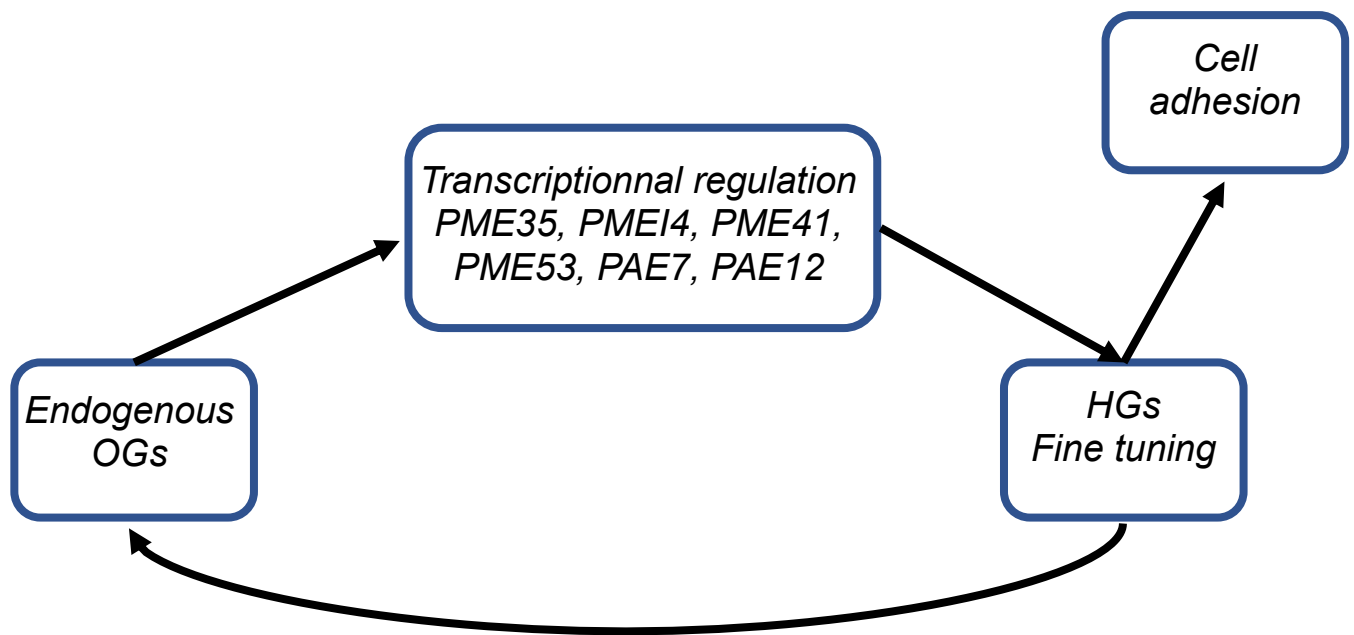 Cell
adhesion
Transcriptionnal regulation
PME35, PMEI4, PME41,
PME53, PAE7, PAE12
Endogenous
OGs
HGs
Fine tuning